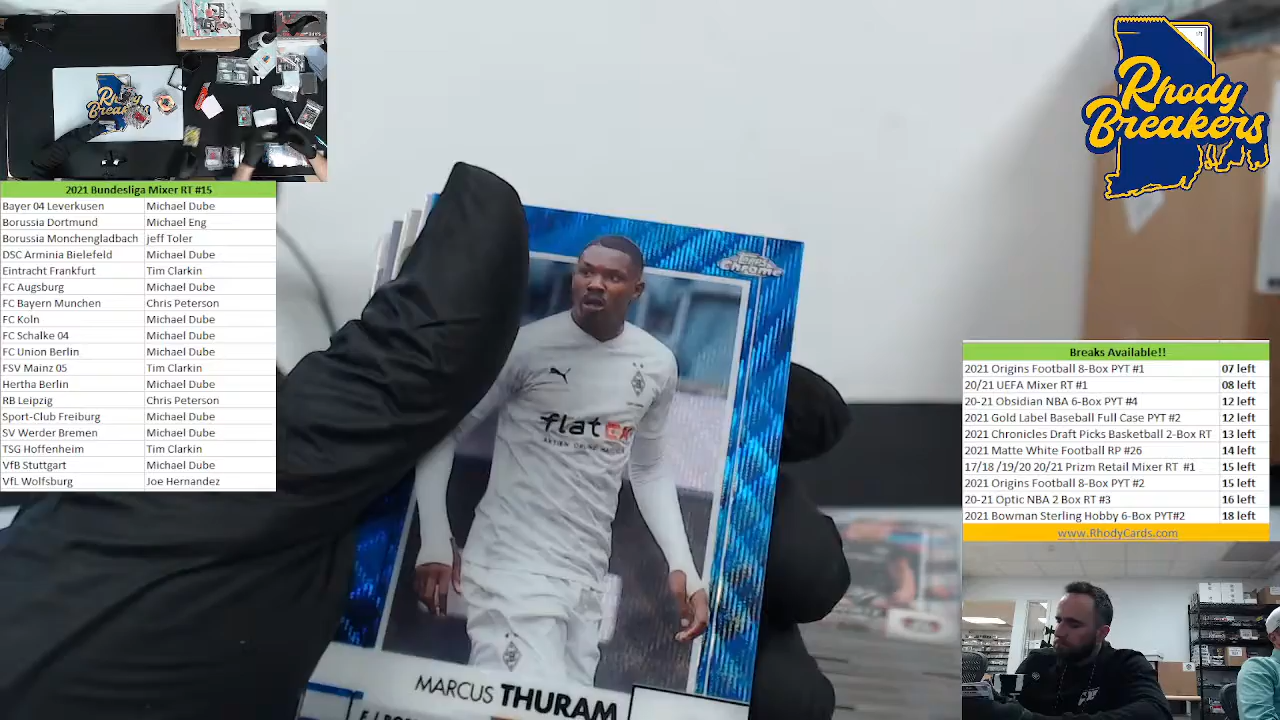 2021 Bundesliga Mixer RT #15
Bayer 04 Leverkusen Michael Dube
Borussia Dortmund Michael Eng
Borussia Monchengladbach jeff Toler
DSC Arminia Bielefeld Michael Dube
Eintracht Frankfurt Tim Clarkin
FC Augsburg Michael Dube
FC Bayern Munchen Chris Peterson
FC Koln Michael Dube
FC Schalke 04 Michael Dube
FC Union Berlin Michael Dube
FSV Mainz 05 Tim Clarkin
Hertha Berlin Michael Dube
RB Leipzig Chris Peterson
Sport-Club Freiburg Michael Dube
SV Werder Bremen Michael Dube
TSG Hoffenheim Tim Clarkin
VfB Stuttgart Michael Dube
VfL Wolfsburg Joe Hernandez
Topps Chrome
flatex
MARCUS THURAM
Rhody
Breakers
Breaks Available!!
2021 Origins Football 8-Box PYT #1 07 left
20/21 UEFA Mixer RT #1 08 left
20-21 Obsidian NBA 6-Box PYT #4 12 left
2021 Gold Label Baseball Full Case PYT #2 12 left
2021 Chronicles Draft Picks Basketball 2-Box RT 13 left
2021 Matte White Football RP #26 14 left
17/18 /19/20 20/21 Prizm Retail Mixer RT #1 15 left
2021 Origins Football 8-Box PYT #2 15 left
20-21 Optic NBA 2 Box RT #3 16 left
2021 Bowman Sterling Hobby 6-Box PYT#2 18 left
www.RhodyCards.com